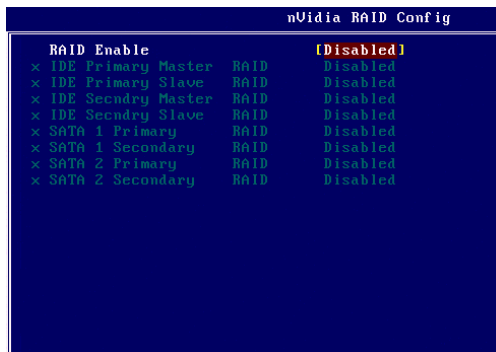 nVidia RAID Config
RAID Enable [Disabled]
x IDE Primary Master RAID Disabled
x IDE Primary Slave RAID Disabled
x IDE Secndry Master RAID Disabled
x IDE Secndry Slave RAID Disabled
x SATA 1 Primary RAID Disabled
x SATA 1 Secondary RAID Disabled
x SATA 2 Primary RAID Disabled
x SATA 2 Secondary RAID Disabled